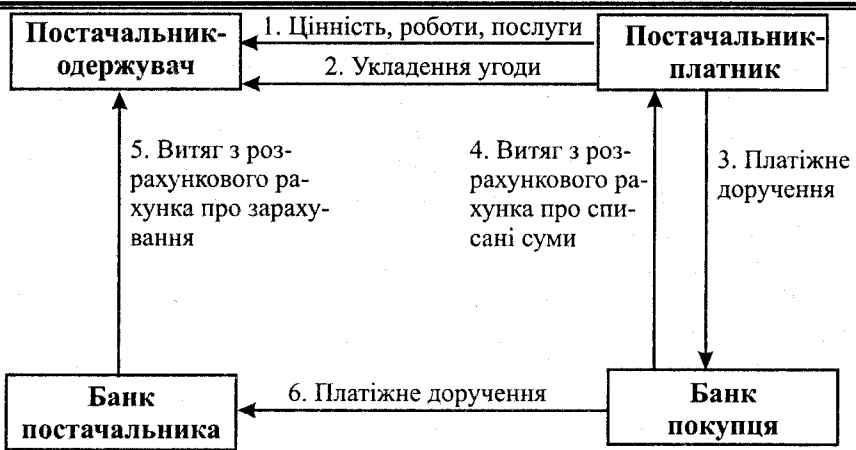 Постачальник-
одержувач
1. Цінність, роботи, послуги
2. Укладення угоди
Постачальник-
платник
5. Витяг з роз-
рахункового ра-
хунка про зараху-
вання
4. Витяг з роз-
рахункового ра-
хунка про спи-
сані суми
3. Платіжне
доручення
Банк
постачальника
6. Платіжне доручення
Банк
покупця